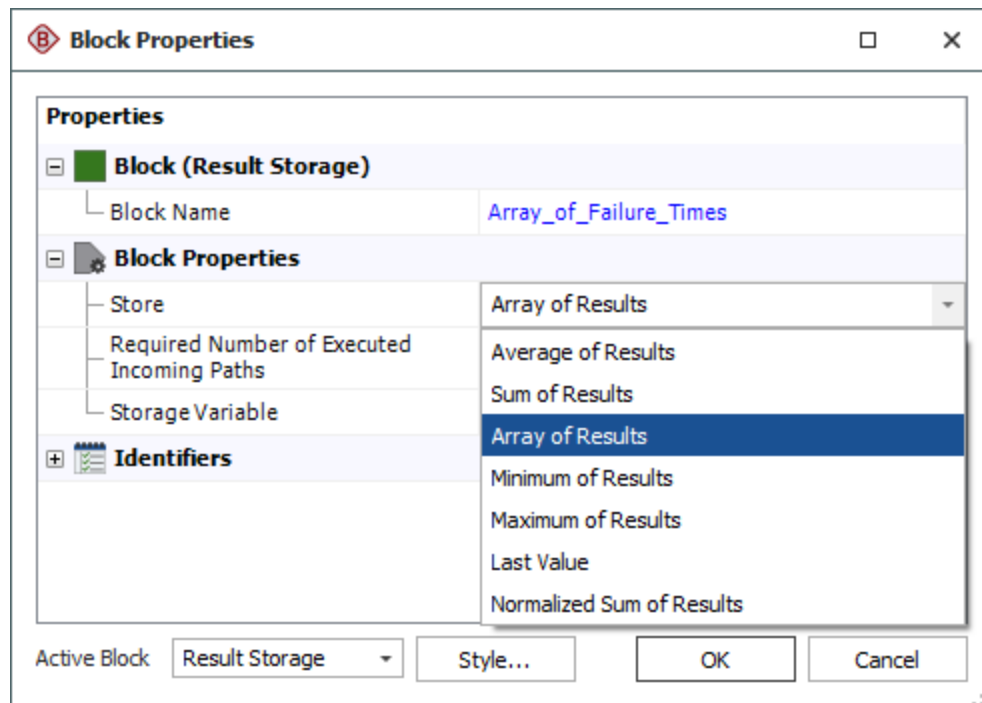 B Block Properties
Properties
Block (Result Storage)
Block Name Array_of_Failure_Times
Block Properties
Store Array of Results
Required Number of Executed
Incoming Paths
Storage Variable
Identifiers
Average of Results
Sum of Results
Array of Results
Minimum of Results
Maximum of Results
Last Value
Normalized Sum of Results
Active Block Result Storage Style... OK Cancel